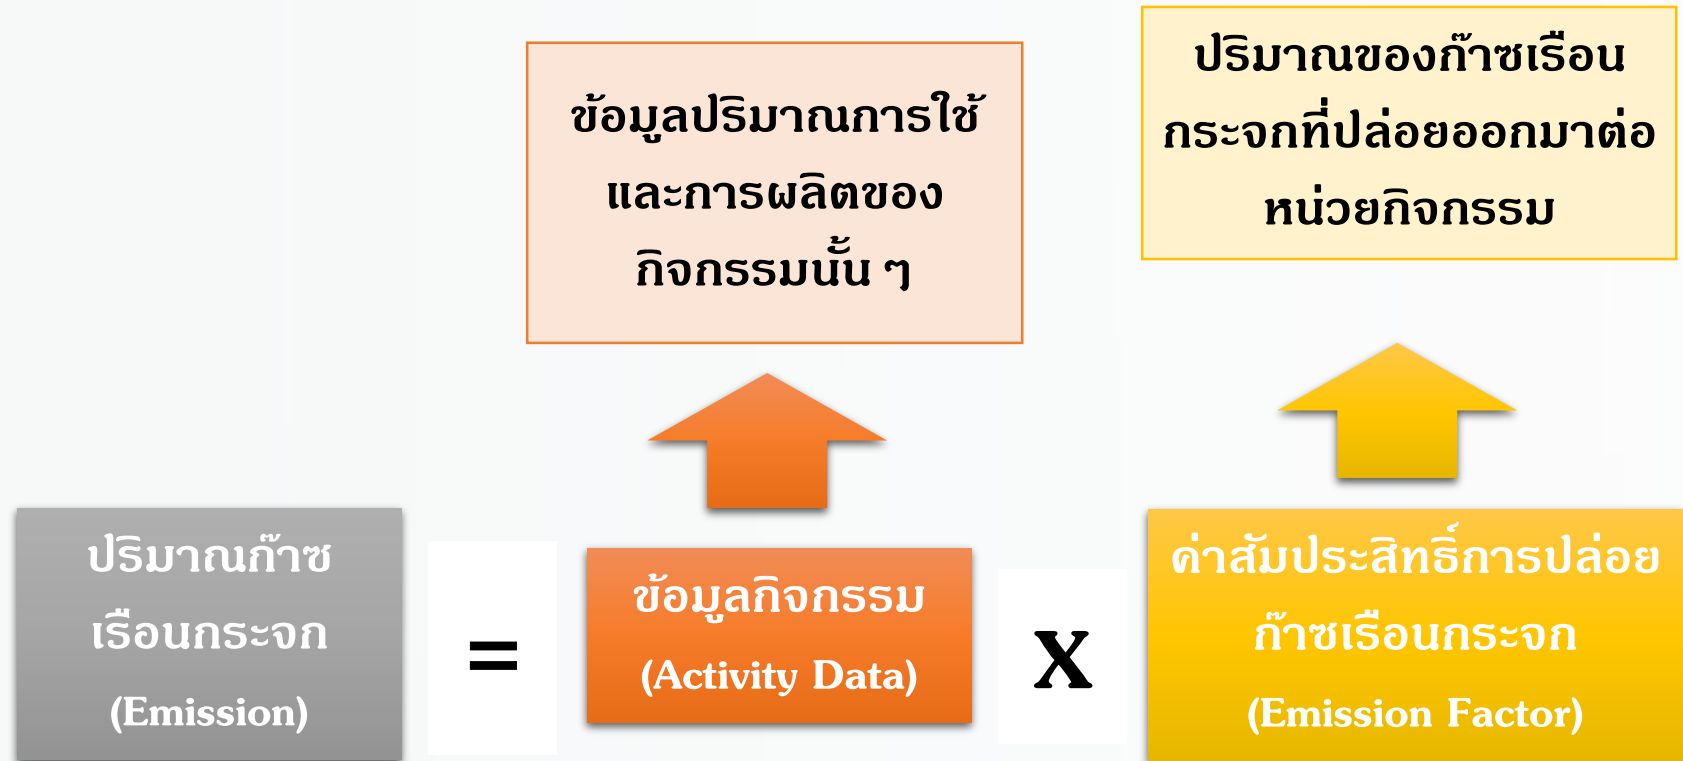 ข้อมูลปริมาณการใช้
และการผลิตของ
กิจกรรมนั้น ๆ
ปริมาณของก๊าซเรือน
กระจกที่ปล่อยออกมาต่อ
หน่วยกิจกรรม
ปริมาณก๊าซ
เรือนกระจก
(Emission)
=
ข้อมูลกิจกรรม
(Activity Data)
x
ค่าสัมประสิทธิ์การปล่อย
ก๊าซเรือนกระจก
(Emission Factor)